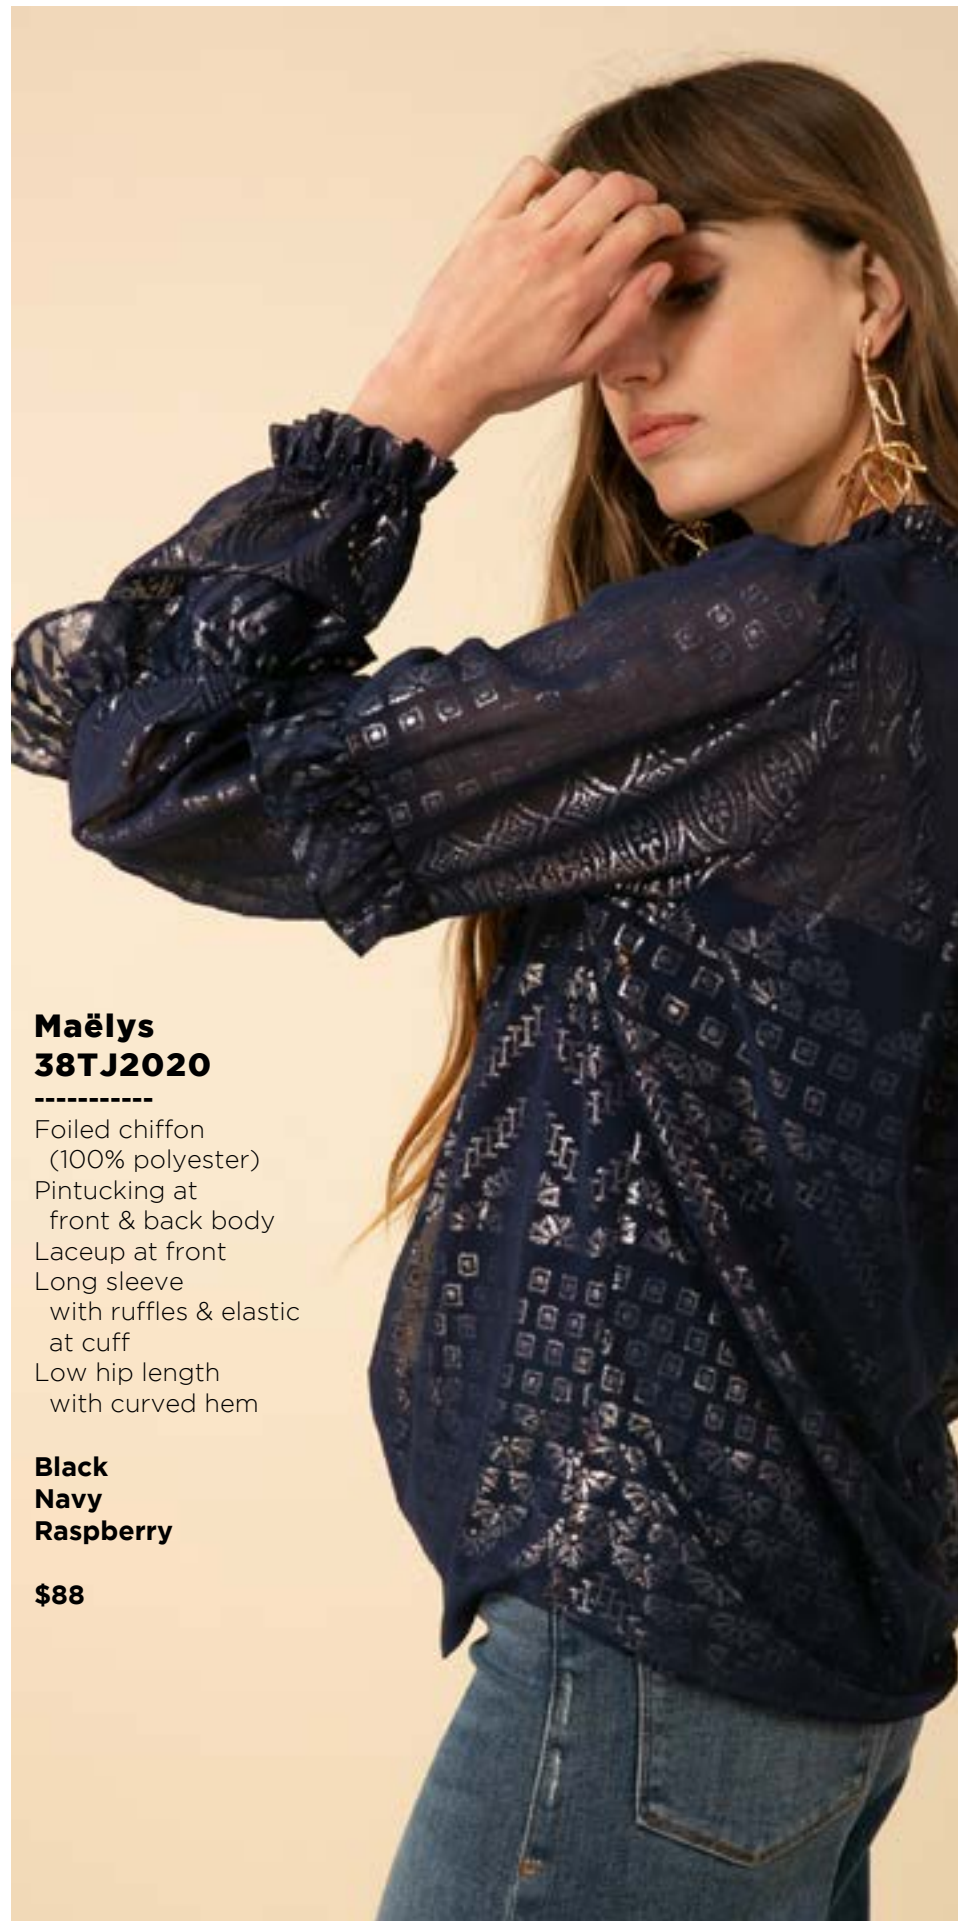 Maëlys
38TJ2020
-----------
Foiled chiffon
(100% polyester)
Pintucking at
front & back body
Laceup at front
Long sleeve
with ruffles & elastic
at cuff
Low hip length
with curved hem
Black
Navy
Raspberry
$88